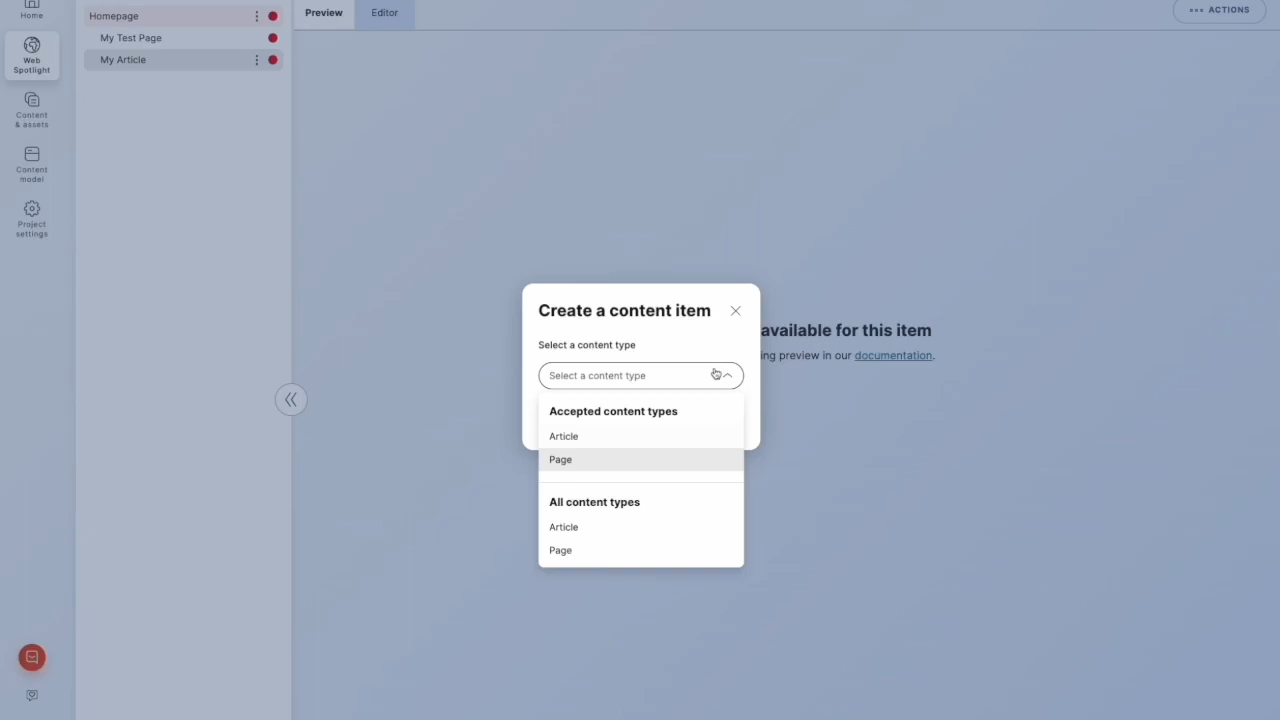 Home
Web
Spotlight
Content
& assets
Content
model
Project
settings
Homepage
My Test Page
My Article
Preview
Editor
ACTIONS
available for this item
ing preview in our documentation.
Create a content item
Select a content type
Select a content type
Accepted content types
Article
Page
All content types
Article
Page